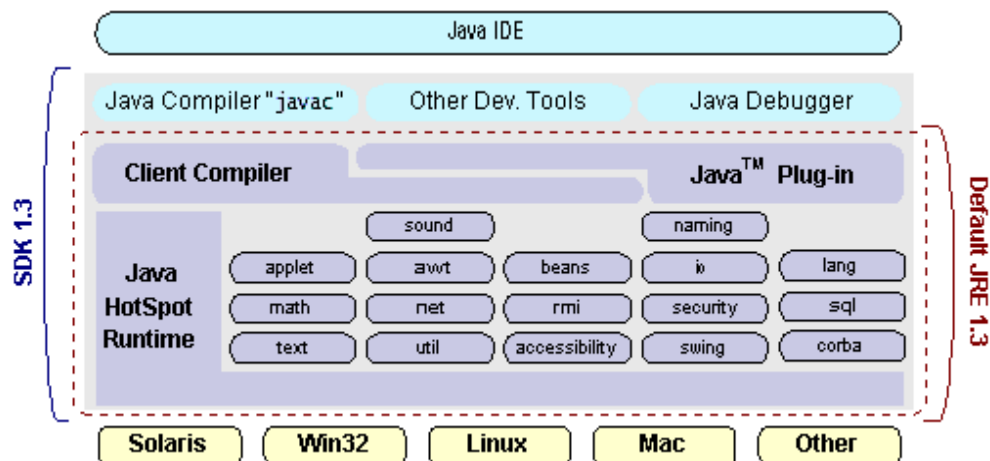 Java IDE
Java Compiler "javac"
Other Dev. Tools
Java Debugger
SDK 1.3
Default JRE 1.3
Client Compiler
Java™ Plug-in
Java
HotSpot
Runtime
sound
naming
applet
awt
beans
io
lang
math
net
rmi
security
sql
text
util
accessibility
swing
corba
Solaris
Win32
Linux
Mac
Other